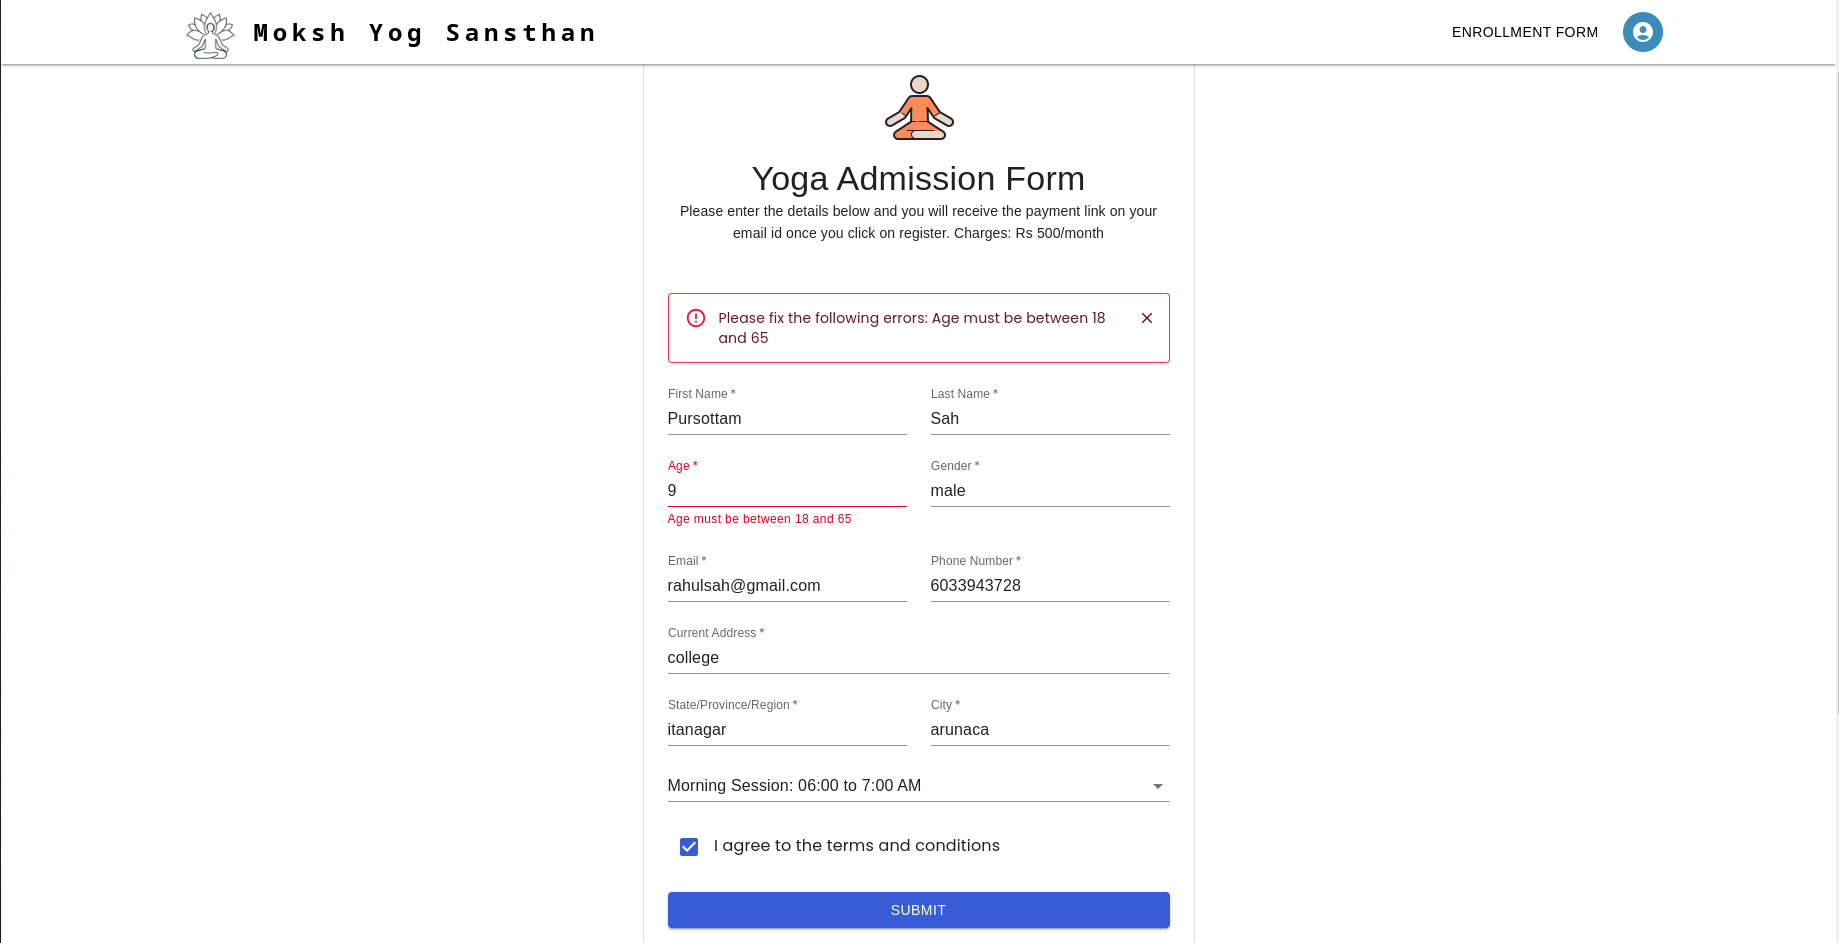 Moksh Yog Sansthan
ENROLLMENT FORM
Yoga Admission Form
Please enter the details below and you will receive the payment link on your
email id once you click on register. Charges: Rs 500/month
Please fix the following errors: Age must be between 18
and 65
First Name *
Last Name *
Pursottam
Sah
Age *
Gender *
9
male
Age must be between 18 and 65
Email *
Phone Number *
rahulsah@gmail.com
6033943728
Current Address *
college
State/Province/Region *
City *
itanagar
arunaca
Morning Session: 06:00 to 7:00 AM
I agree to the terms and conditions
SUBMIT